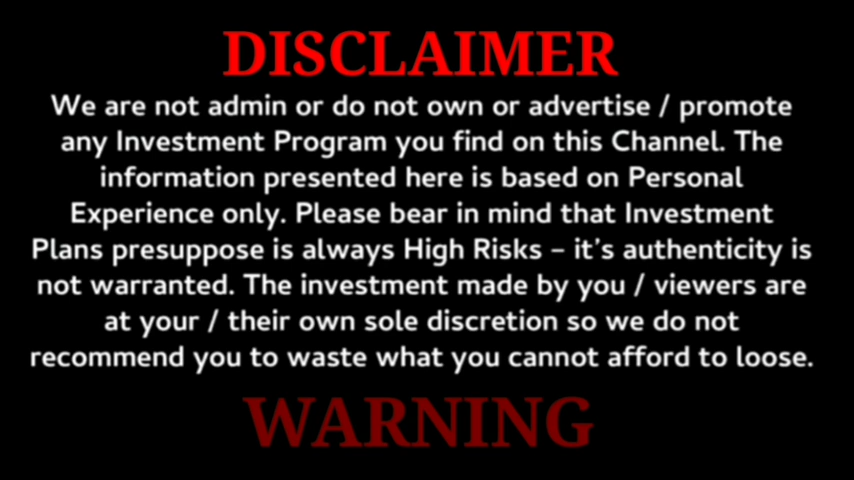 DISCLAIMER
We are not admin or do not own or advertise / promote
any Investment Program you find on this Channel. The
information presented here is based on Personal
Experience only. Please bear in mind that Investment
Plans presuppose is always High Risks – it's authenticity is
not warranted. The investment made by you / viewers are
at your / their own sole discretion so we do not
recommend you to waste what you cannot afford to loose.
WARNING